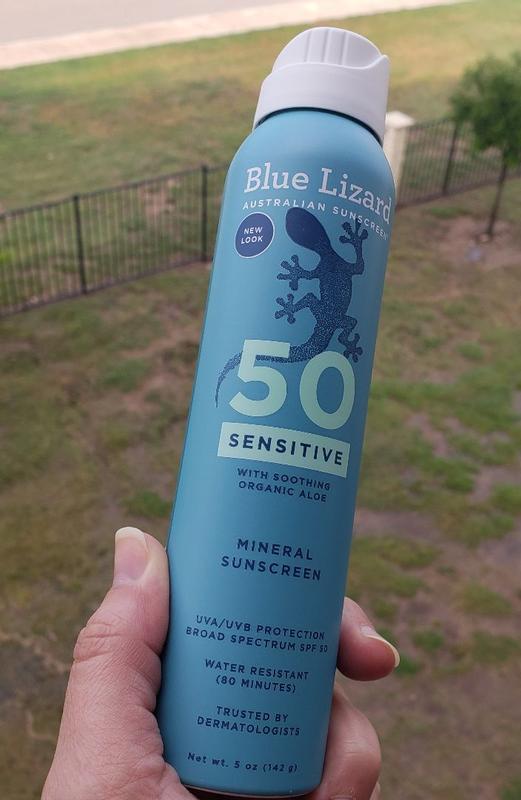 Blue Lizard
AUSTRALIAN SUNSCREEN
NEW
LOOK
50
SENSITIVE
WITH SOOTHING
ORGANIC ALOE
MINERAL
SUNSCREEN
UVA/UVB PROTECTION
BROAD SPECTRUM SPF 50
WATER RESISTANT
(80 MINUTES)
TRUSTED BY
DERMATOLOGISTS
Net wt. 5 oz (142 g)